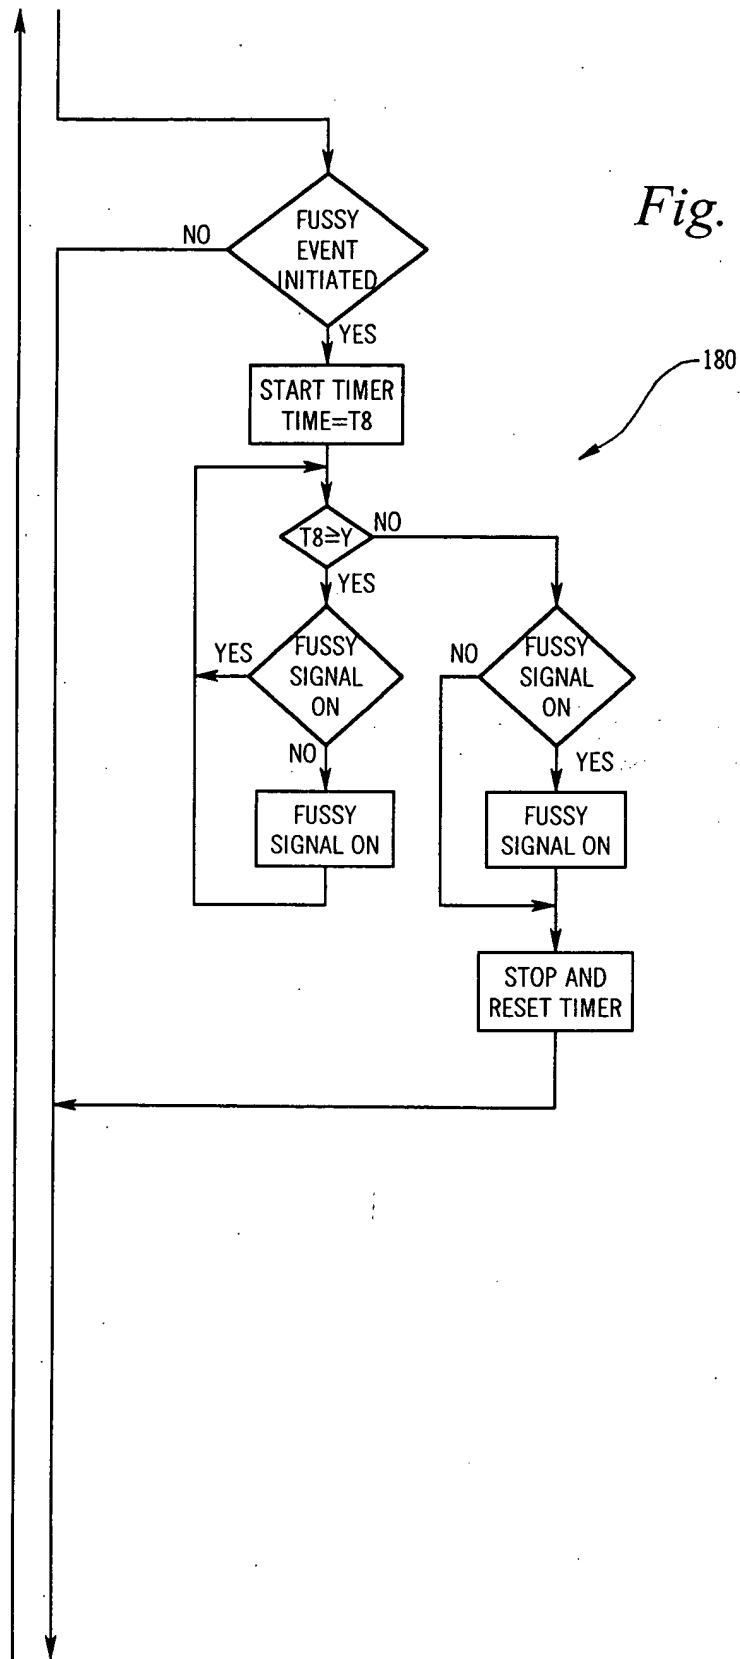 Fig.
NO
FUSSY
EVENT
INITIATED
YES
180
START TIMER
TIME=T8
T8≧Y
NO
YES
YES
FUSSY
SIGNAL
ON
NO
FUSSY
SIGNAL
ON
NO
YES
FUSSY
SIGNAL ON
FUSSY
SIGNAL ON
STOP AND
RESET TIMER